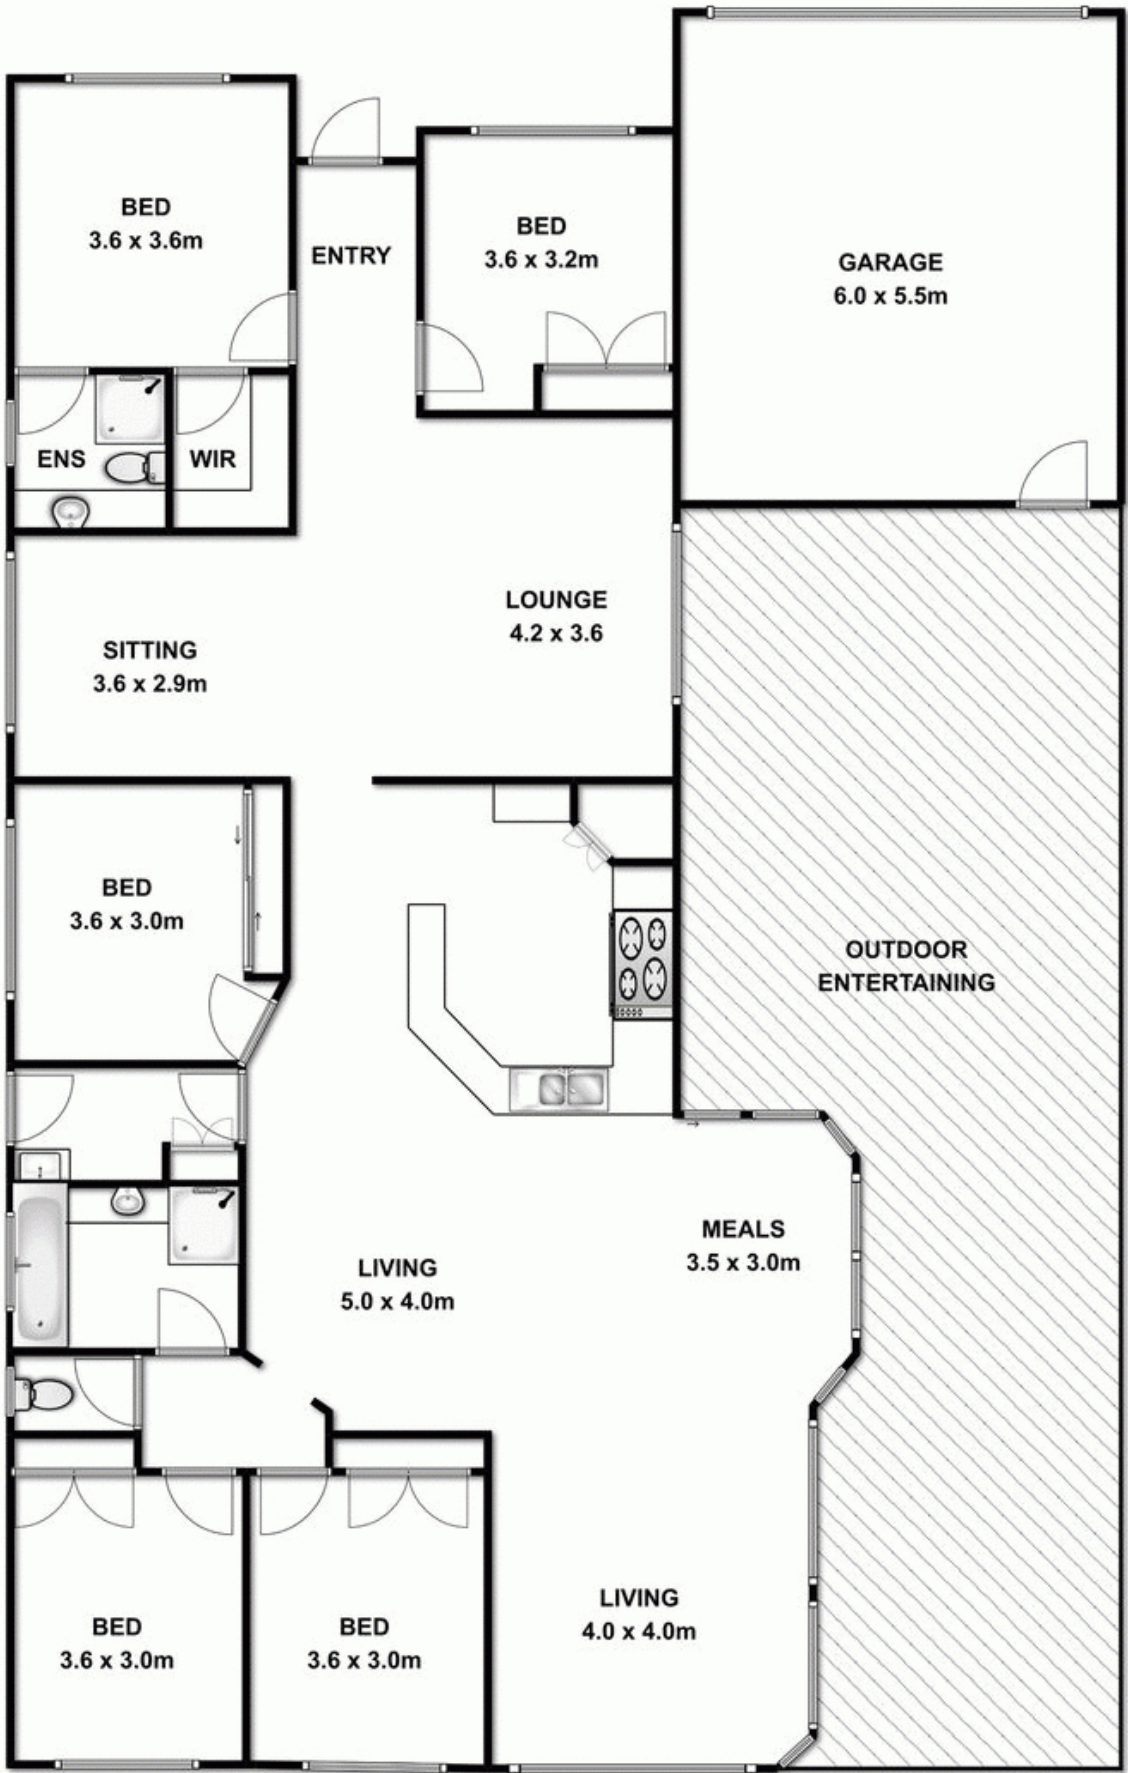 BED
3.6 x 3.6m
ENTRY
BED
3.6 x 3.2m
GARAGE
6.0 x 5.5m
ENS
WIR
LOUNGE
4.2 x 3.6
SITTING
3.6 x 2.9m
BED
3.6 x 3.0m
OUTDOOR
ENTERTAINING
MEALS
3.5 x 3.0m
LIVING
5.0 x 4.0m
LIVING
4.0 x 4.0m
BED
3.6 x 3.0m
BED
3.6 x 3.0m